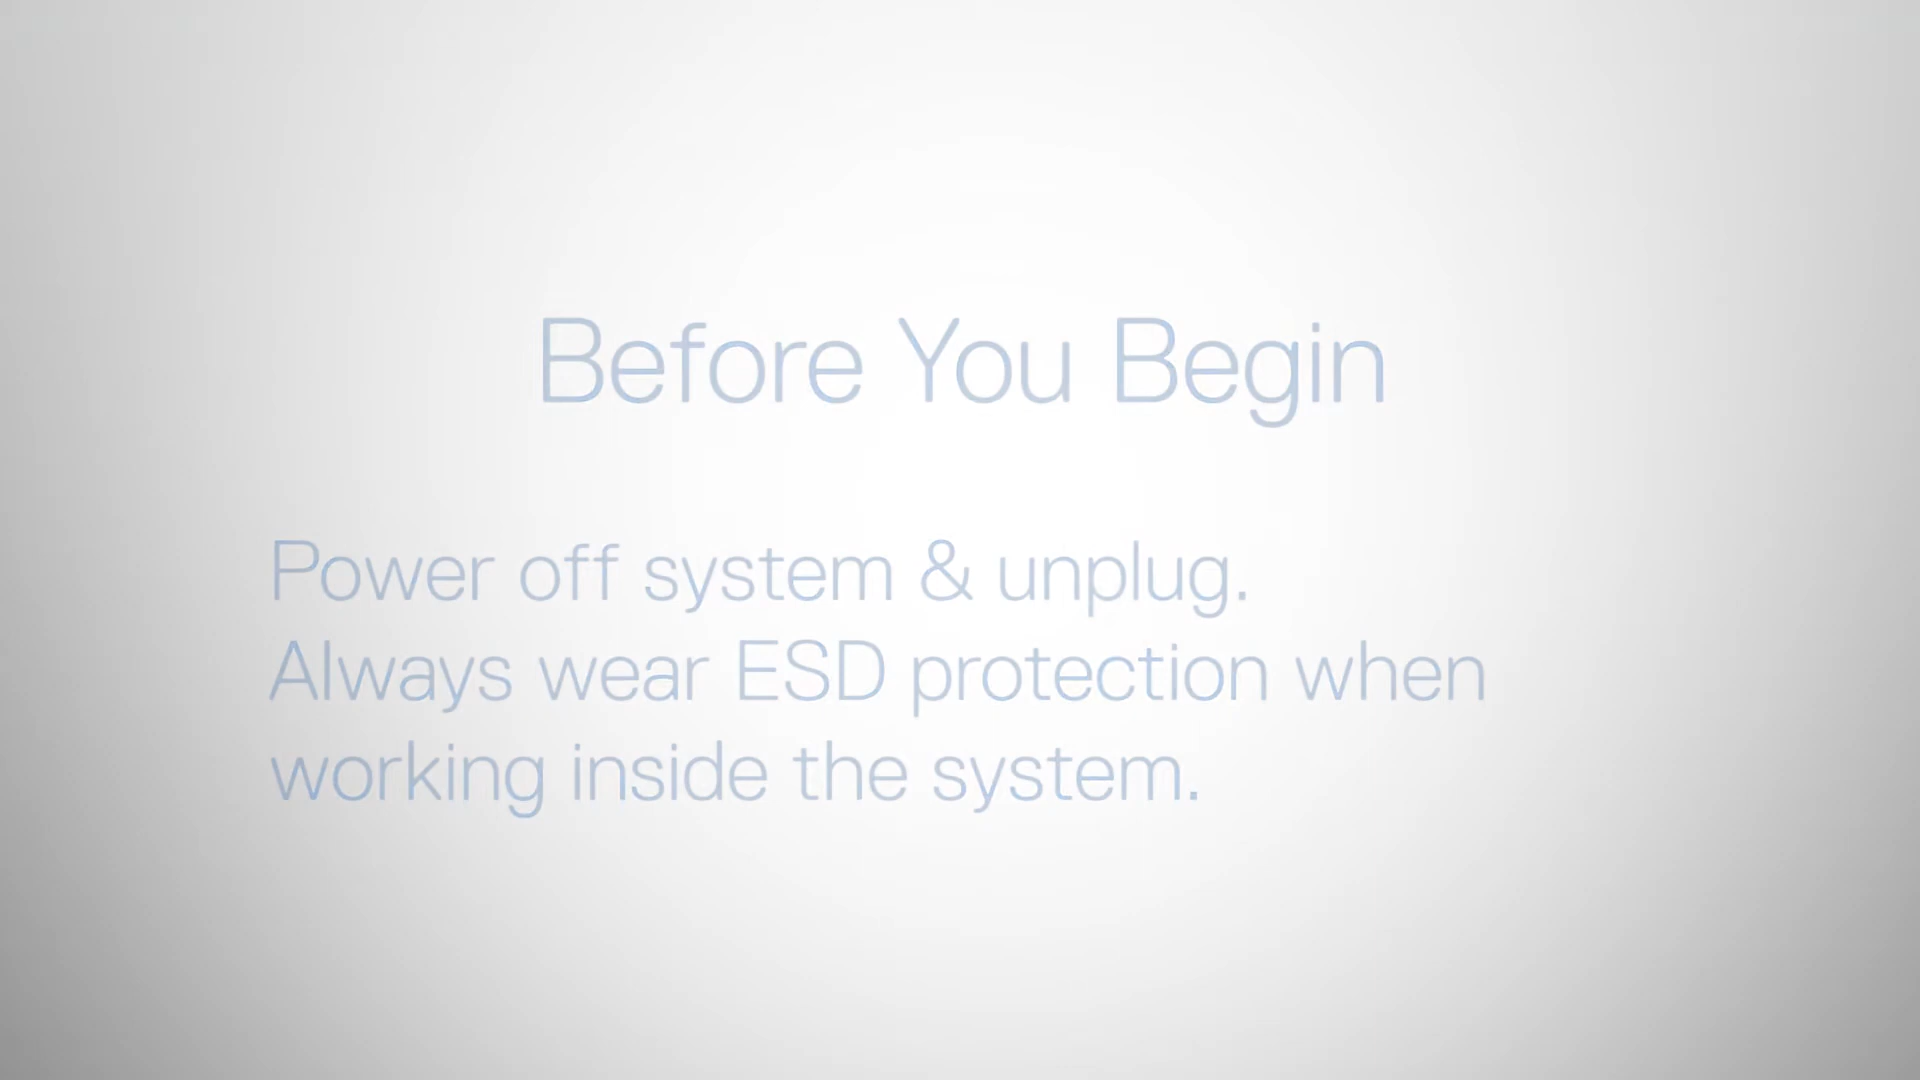 Before You Begin
Power off system & unplug.
Always wear ESD protection when
working inside the system.